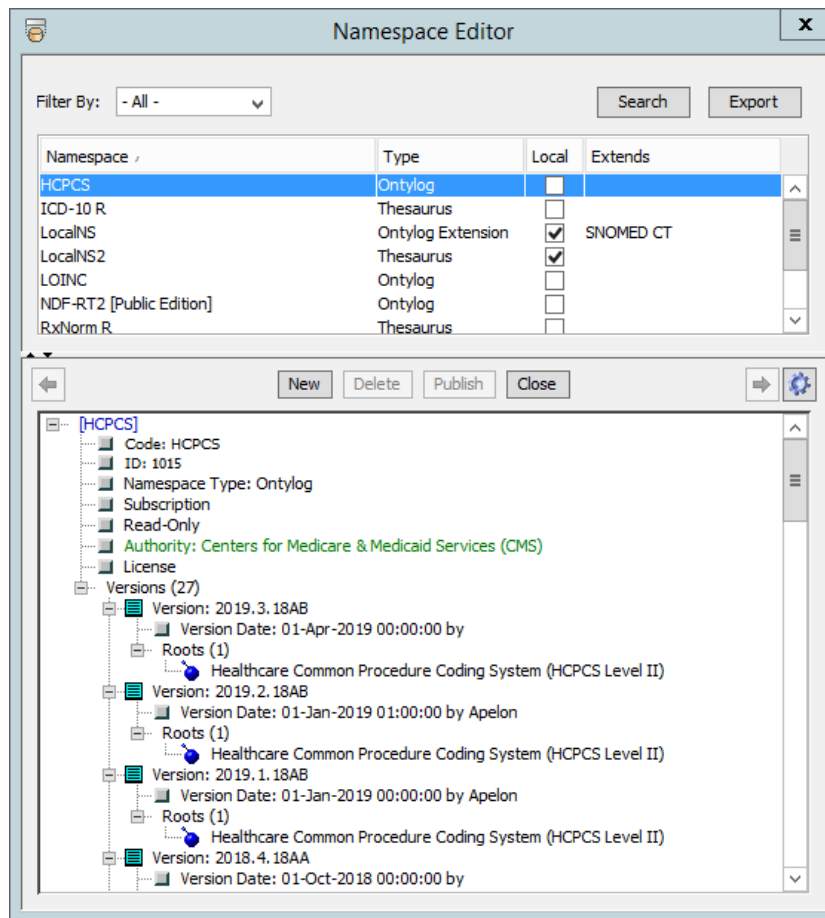 Namespace Editor
x
Filter By: - All - Search Export
Namespace Type Local Extends
HCPCS Ontylog
ICD-10 R Thesaurus
LocalNS Ontylog Extension SNOMED CT
LocalNS2 Thesaurus
LOINC Ontylog
NDF-RT2 [Public Edition] Ontylog
RxNorm R Thesaurus
New Delete Publish Close
[HCPCS]
Code: HCPCS
ID: 1015
Namespace Type: Ontylog
Subscription
Read-Only
Authority: Centers for Medicare & Medicaid Services (CMS)
License
Versions (27)
Version: 2019.3.18AB
Version Date: 01-Apr-2019 00:00:00 by
Roots (1)
Healthcare Common Procedure Coding System (HCPCS Level II)
Version: 2019.2.18AB
Version Date: 01-Jan-2019 01:00:00 by Apelon
Roots (1)
Healthcare Common Procedure Coding System (HCPCS Level II)
Version: 2019.1.18AB
Version Date: 01-Jan-2019 00:00:00 by Apelon
Roots (1)
Healthcare Common Procedure Coding System (HCPCS Level II)
Version: 2018.4.18AA
Version Date: 01-Oct-2018 00:00:00 by